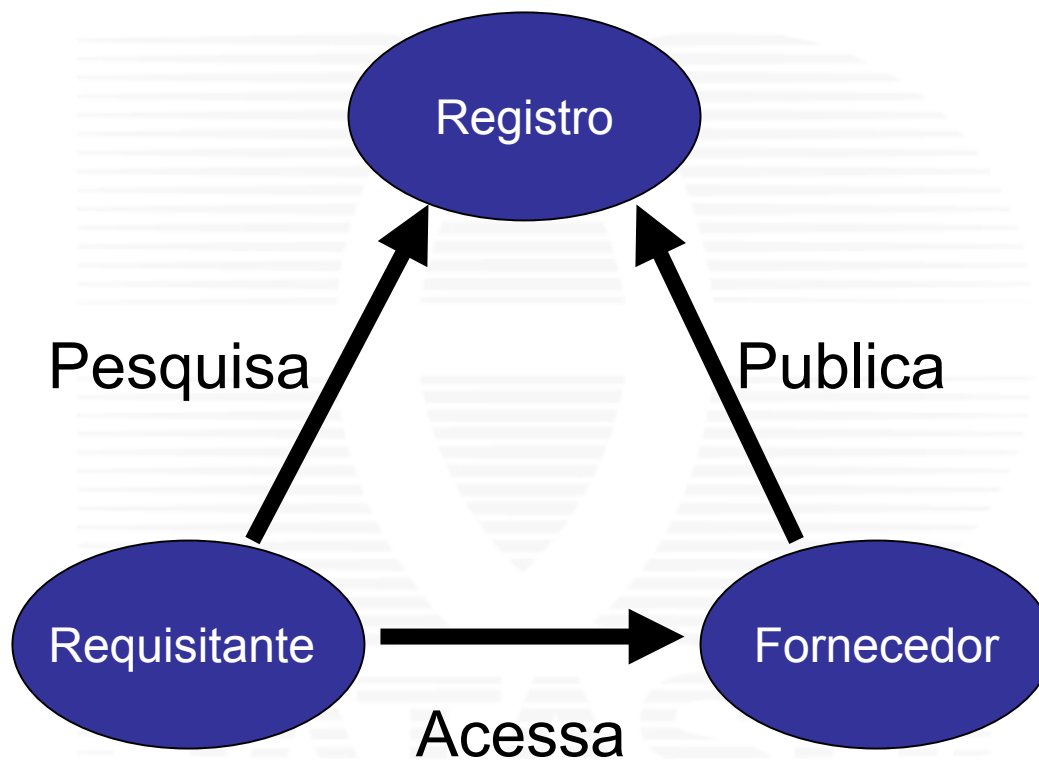 Registro
Pesquisa
Publica
Requisitante
Fornecedor
Acessa